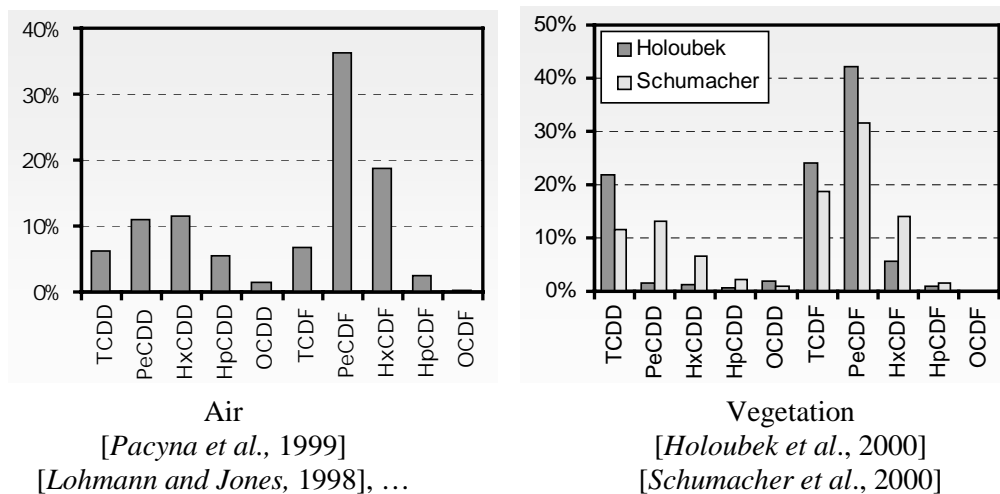 40%
30%
20%
10%
0%
TCDD
PeCDD
HxCDD
HpCDD
OCDD
TCDF
PeCDF
HxCDF
HpCDF
OCDF
Air
[Pacyna et al., 1999]
[Lohmann and Jones, 1998], …
50%
40%
30%
20%
10%
0%
Holoubek
Schumacher
TCDD
PeCDD
HxCDD
HpCDD
OCDD
TCDF
PeCDF
HxCDF
HpCDF
OCDF
Vegetation
[Holoubek et al., 2000]
[Schumacher et al., 2000]